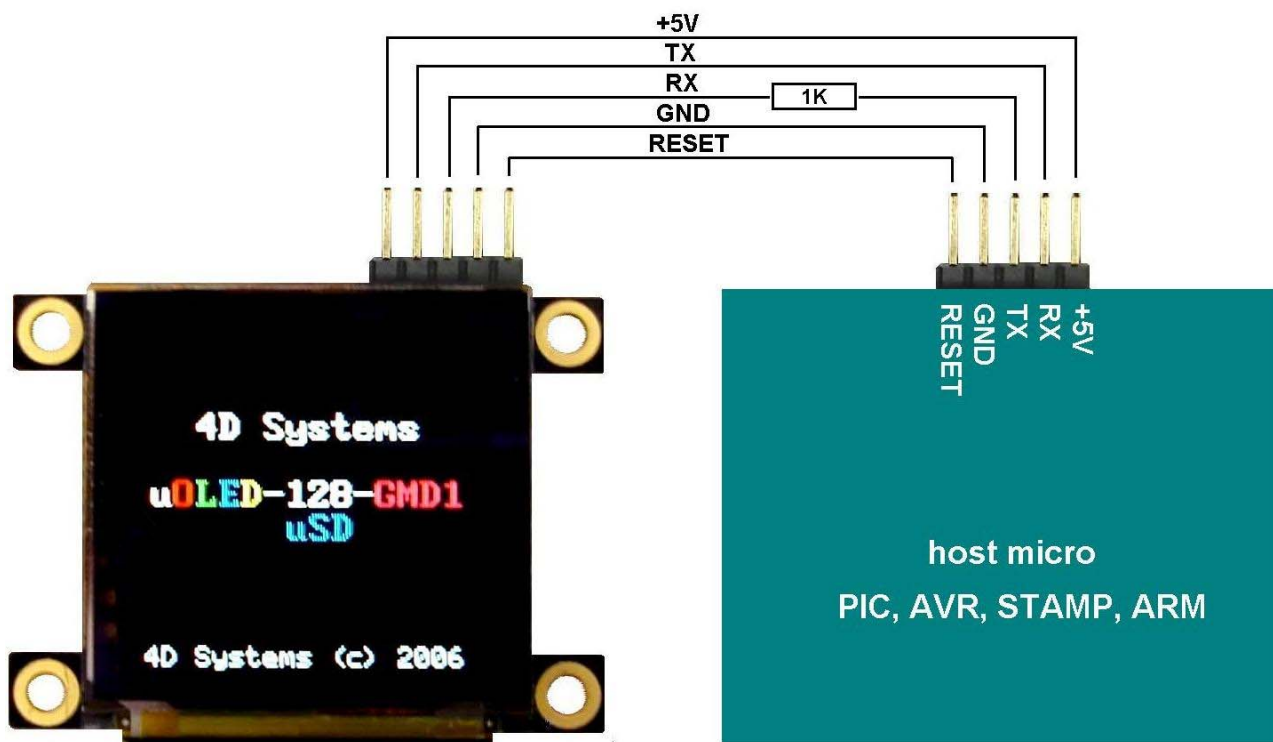 +5V
TX
RX
1K
GND
RESET
RESET
GND
TX
RX
+5V
4D Systems
uOLED-128-GMD1
uSD
4D Systems (c) 2006
host micro
PIC, AVR, STAMP, ARM